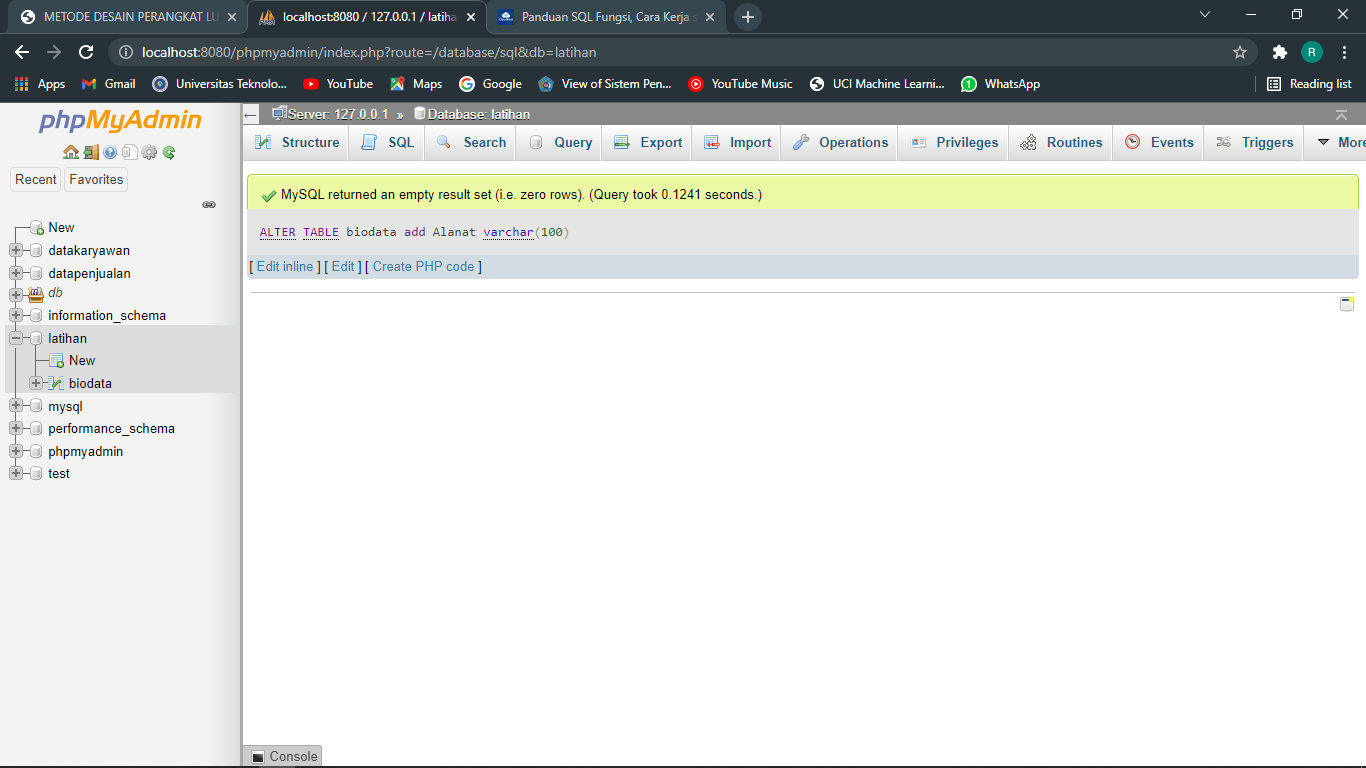 METODE DESAIN PERANGKAT LU
localhost:8080 / 127.0.0.1 / latiha
Panduan SQL Fungsi, Cara Kerja s
localhost:8080/phpmyadmin/index.php?route=/database/sql&db=latihan
R
Apps Gmail Universitas Teknolo... YouTube Maps Google View of Sistem Pen... YouTube Music UCI Machine Learni... 1 WhatsApp Reading list
phpMyAdmin
Recent Favorites
New
datakaryawan
datapenjualan
db
information_schema
latihan
New
biodata
mysql
performance_schema
phpmyadmin
test
Server: 127.0.0.1 » Database: latihan
Structure SQL Search Query Export Import Operations Privileges Routines Events Triggers More
MySQL returned an empty result set (i.e. zero rows). (Query took 0.1241 seconds.)
ALTER TABLE biodata add Alanat varchar(100)
[ Edit inline ] [ Edit ] [ Create PHP code ]
Console